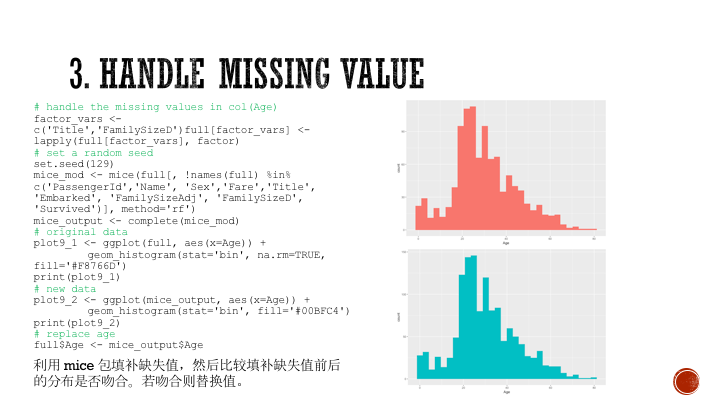 3. HANDLE MISSING VALUE
# handle the missing values in col(Age)
factor_vars <-
c('Title','FamilySizeD')full[factor_vars] <-
lapply(full[factor_vars], factor)
# set a random seed
set.seed(129)
mice_mod <- mice(full[, !names(full) %in%
c('PassengerId','Name', 'Sex','Fare','Title',
'Embarked', 'FamilySizeAdj', 'FamilySizeD',
'Survived')], method='rf')
mice_output <- complete(mice_mod)
# original data
plot9_1 <- ggplot(full, aes(x=Age)) +
geom_histogram(stat='bin', na.rm=TRUE,
fill='#F8766D')
print(plot9_1)
# new data
plot9_2 <- ggplot(mice_output, aes(x=Age)) +
geom_histogram(stat='bin', fill='#00BFC4')
print(plot9_2)
# replace age
full$Age <- mice_output$Age
利用 mice 包填补缺失值，然后比较填补缺失值前后
的分布是否吻合。若吻合则替换值。
count
Age
count
Age